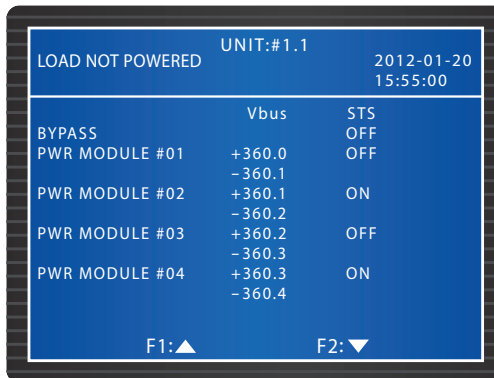 UNIT:#1.1
LOAD NOT POWERED 2012-01-20
15:55:00
Vbus STS
BYPASS OFF
PWR MODULE #01 +360.0 OFF
−360.1
PWR MODULE #02 +360.1 ON
−360.2
PWR MODULE #03 +360.2 OFF
−360.3
PWR MODULE #04 +360.3 ON
−360.4
F1:▲ F2:▼